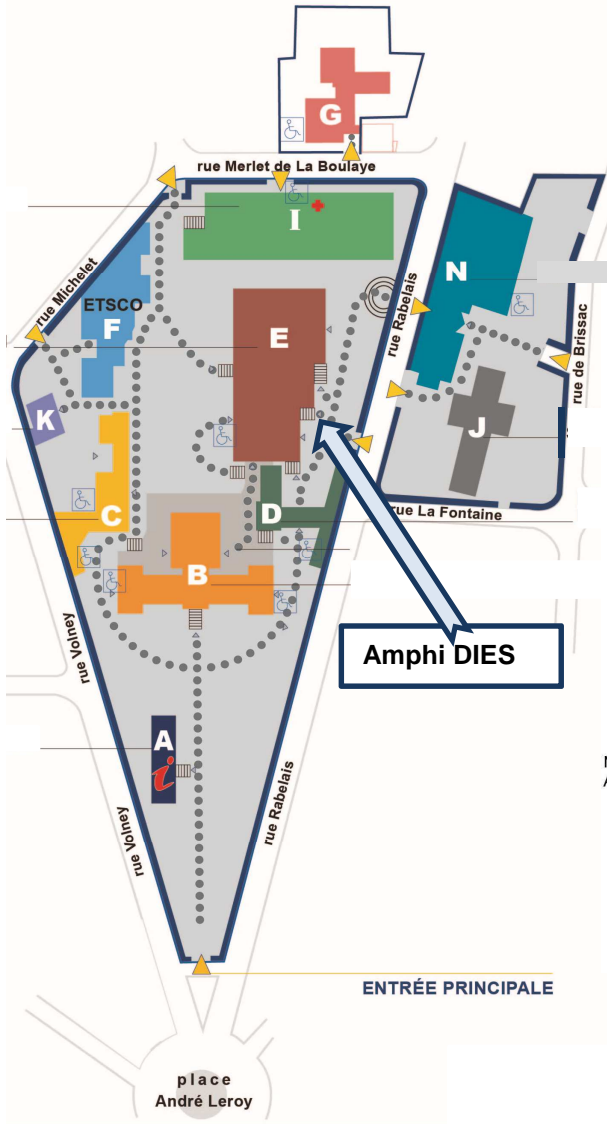 G
rue Merlet de La Boulaye
I
rue Michelet
ETSCO
F
N
rue Rabelais
E
rue de Brissac
K
J
C
D
rue La Fontaine
B
Amphi DIES
rue Volney
A
i
rue Rabelais
rue Volney
ENTRÉE PRINCIPALE
place
André Leroy